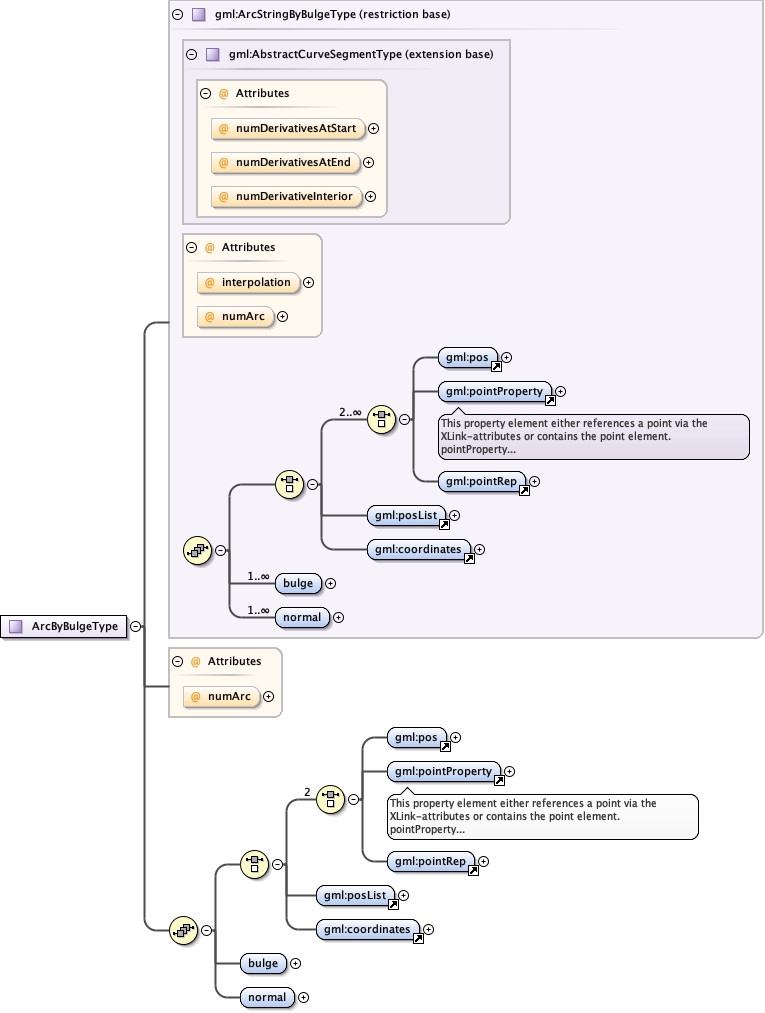 gml:ArcStringByBulgeType (restriction base)
gml:AbstractCurveSegmentType (extension base)
@ Attributes
@ numDerivativesAtStart
@ numDerivativesAtEnd
@ numDerivativeInterior
@ Attributes
@ interpolation
@ numArc
gml:pos
2..∞
gml:pointProperty
This property element either references a point via the
XLink-attributes or contains the point element.
pointProperty...
gml:pointRep
gml:posList
gml:coordinates
1..∞
bulge
1..∞
normal
ArcByBulgeType
@ Attributes
@ numArc
gml:pos
gml:pointProperty
2
This property element either references a point via the
XLink-attributes or contains the point element.
pointProperty...
gml:pointRep
gml:posList
gml:coordinates
bulge
normal